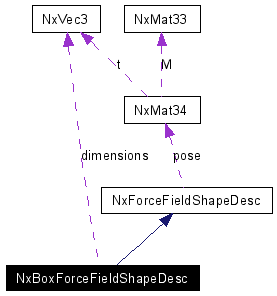 NxVec3
NxMat33
t
M
NxMat34
dimensions
pose
NxForceFieldShapeDesc
NxBoxForceFieldShapeDesc